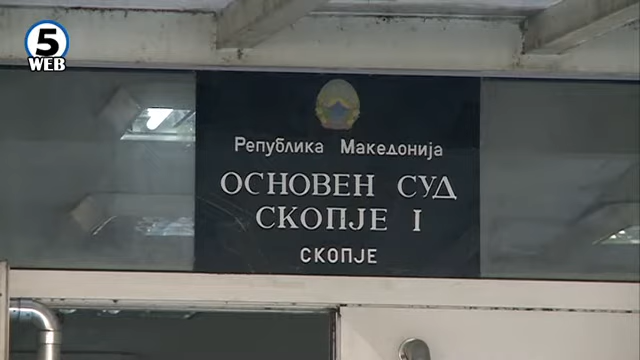 5
WEB
Република Македонија
ОСНОВЕН СУД
СКОПЈЕ I
СКОПЈЕ